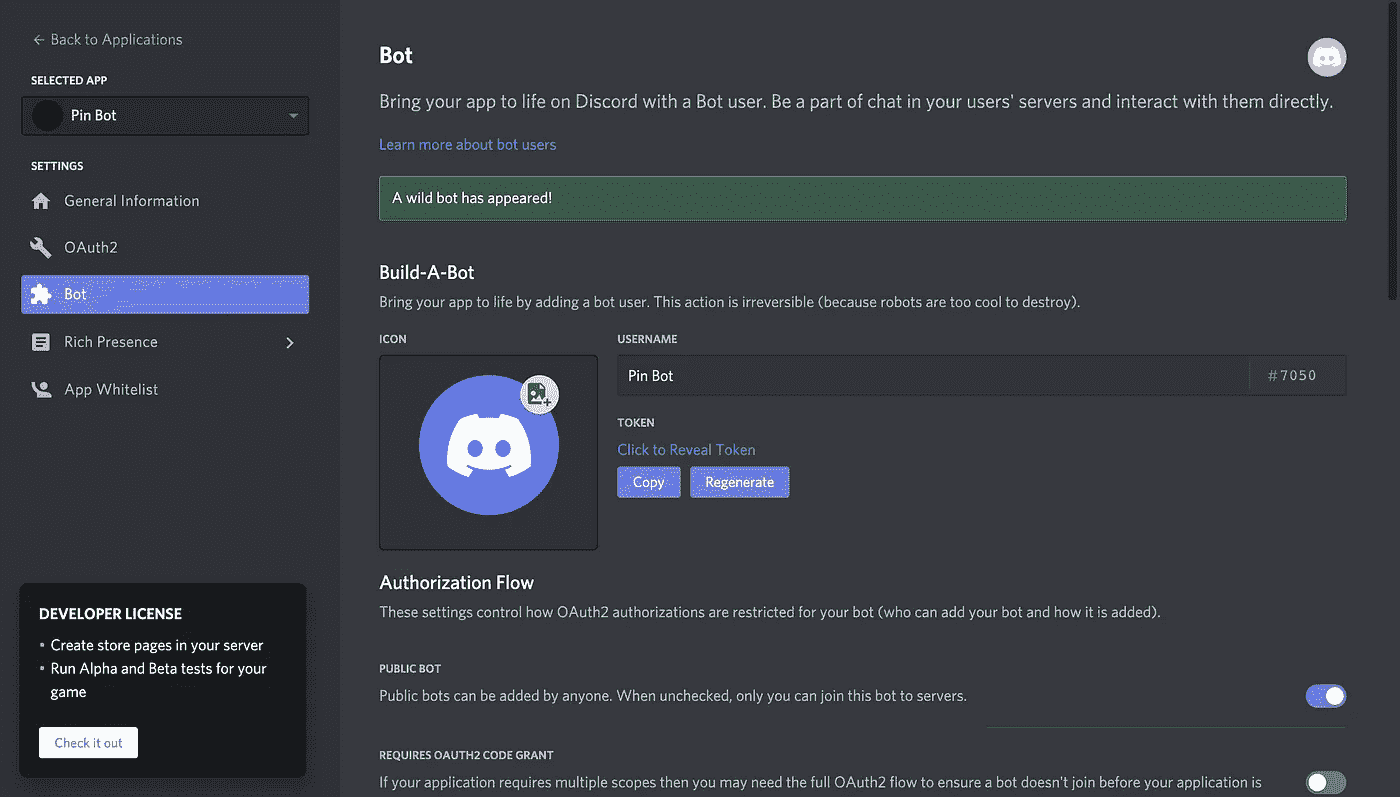 ← Back to Applications
SELECTED APP
Pin Bot
SETTINGS
General Information
OAuth2
Bot
Rich Presence
App Whitelist
DEVELOPER LICENSE
• Create store pages in your server
• Run Alpha and Beta tests for your
game
Check it out
Bot
Bring your app to life on Discord with a Bot user. Be a part of chat in your users' servers and interact with them directly.
Learn more about bot users
A wild bot has appeared!
Build-A-Bot
Bring your app to life by adding a bot user. This action is irreversible (because robots are too cool to destroy).
ICON
USERNAME
Pin Bot #7050
TOKEN
Click to Reveal Token
Copy Regenerate
Authorization Flow
These settings control how OAuth2 authorizations are restricted for your bot (who can add your bot and how it is added).
PUBLIC BOT
Public bots can be added by anyone. When unchecked, only you can join this bot to servers.
REQUIRES OAUTH2 CODE GRANT
If your application requires multiple scopes then you may need the full OAuth2 flow to ensure a bot doesn't join before your application is